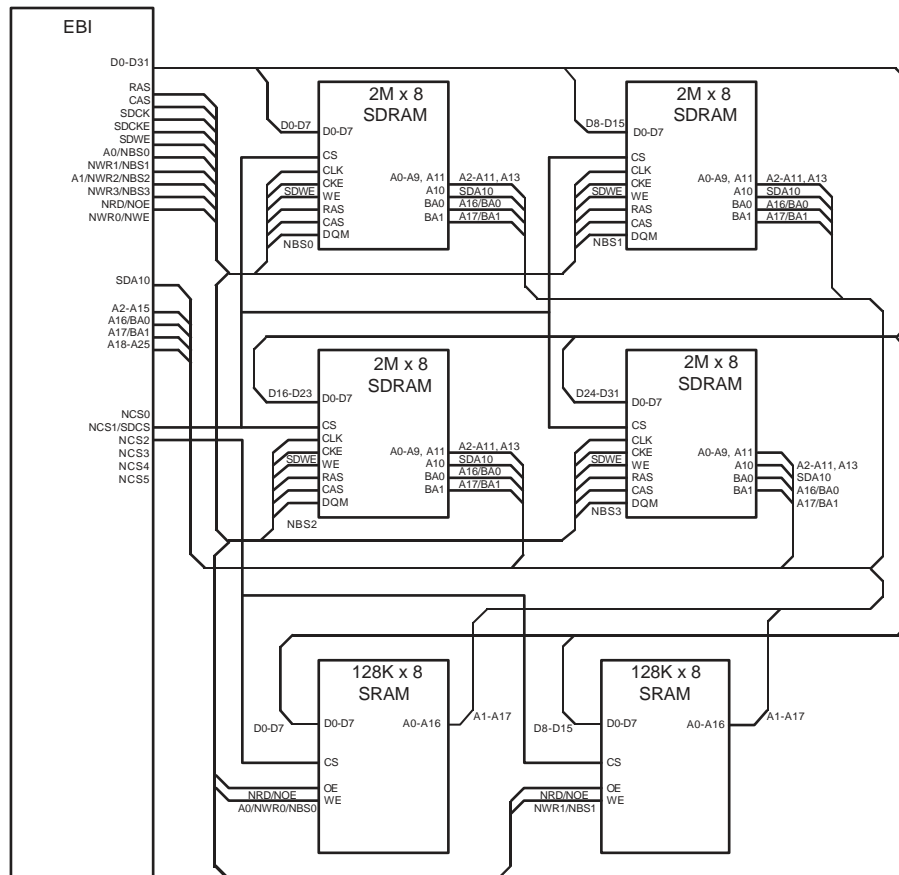 EBI
D0-D31
RAS
CAS
SDCK
SDCKE
SDWE
A0/NBS0
NWR1/NBS1
A1/NWR2/NBS2
NWR3/NBS3
NRD/NOE
NWR0/NWE
SDA10
A2-A15
A16/BA0
A17/BA1
A18-A25
NCS0
NCS1/SDCS
NCS2
NCS3
NCS4
NCS5
2M x 8
SDRAM
D0-D7
D0-D7
CS
CLK
CKE
SDWE
WE
RAS
CAS
DQM
NBS0
A0-A9, A11
A10
BA0
BA1
A2-A11, A13
SDA10
A16/BA0
A17/BA1
2M x 8
SDRAM
D8-D15
D0-D7
CS
CLK
CKE
SDWE
WE
RAS
CAS
DQM
NBS1
A0-A9, A11
A10
BA0
BA1
A2-A11, A13
SDA10
A16/BA0
A17/BA1
2M x 8
SDRAM
D16-D23
D0-D7
CS
CLK
CKE
SDWE
WE
RAS
CAS
DQM
NBS2
A0-A9, A11
A10
BA0
BA1
A2-A11, A13
SDA10
A16/BA0
A17/BA1
2M x 8
SDRAM
D24-D31
D0-D7
CS
CLK
CKE
SDWE
WE
RAS
CAS
DQM
NBS3
A0-A9, A11
A10
BA0
BA1
A2-A11, A13
SDA10
A16/BA0
A17/BA1
128K x 8
SRAM
D0-D7
D0-D7
A0-A16
A1-A17
CS
OE
NRD/NOE
WE
A0/NWR0/NBS0
128K x 8
SRAM
D8-D15
D0-D7
A0-A16
A1-A17
CS
OE
NRD/NOE
WE
NWR1/NBS1